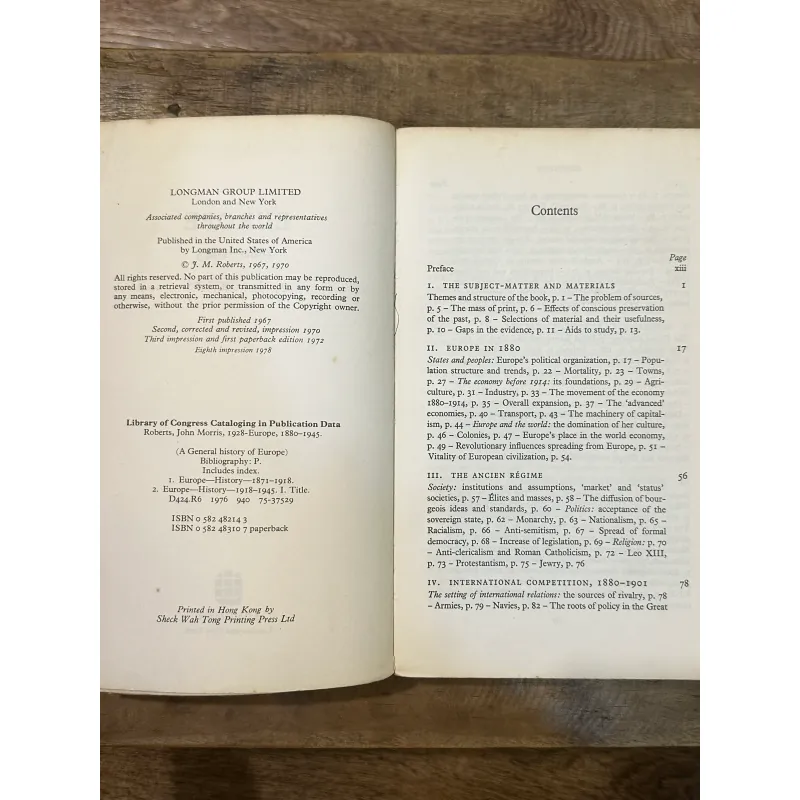 LONGMAN GROUP LIMITED
London and New York
Associated companies, branches and representatives
throughout the world
Published in the United States of America
by Longman Inc., New York
© J. M. Roberts, 1967, 1970
All rights reserved. No part of this publication may be reproduced,
stored in a retrieval system, or transmitted in any form or by
any means, electronic, mechanical, photocopying, recording or
otherwise, without the prior permission of the Copyright owner.
First published 1967
Second, corrected and revised, impression 1970
Third impression and first paperback edition 1972
Eighth impression 1978
Library of Congress Cataloging in Publication Data
Roberts, John Morris, 1928-Europe, 1880-1945.
(A General history of Europe)
Bibliography: P.
Includes index.
1. Europe—History—1871-1918.
2. Europe—History—1918-1945. I. Title.
D424.R6 1976 940 75-37529
ISBN 0 582 48214 3
ISBN 0 582 48310 7 paperback
Printed in Hong Kong by
Sheck Wah Tong Printing Press Ltd
Contents
Page
Preface xiii
I. THE SUBJECT-MATTER AND MATERIALS 1
Themes and structure of the book, p. 1 – The problem of sources,
p. 5 – The mass of print, p. 6 – Effects of conscious preservation
of the past, p. 8 – Selections of material and their usefulness,
p. 10 – Gaps in the evidence, p. 11 – Aids to study, p. 13.
II. EUROPE IN 1880 17
States and peoples: Europe's political organization, p. 17 – Popu-
lation structure and trends, p. 22 – Mortality, p. 23 – Towns,
p. 27 – The economy before 1914: its foundations, p. 29 – Agri-
culture, p. 31 – Industry, p. 33 – The movement of the economy
1880-1914, p. 35 – Overall expansion, p. 37 – The 'advanced'
economies, p. 40 – Transport, p. 43 – The machinery of capital-
ism, p. 44 – Europe and the world: the domination of her culture,
p. 46 – Colonies, p. 47 – Europe's place in the world economy,
p. 49 – Revolutionary influences spreading from Europe, p. 51 –
Vitality of European civilization, p. 54.
III. THE ANCIEN RÉGIME 56
Society: institutions and assumptions, 'market' and 'status'
societies, p. 57 – Élites and masses, p. 58 – The diffusion of bour-
geois ideas and standards, p. 60 – Politics: acceptance of the
sovereign state, p. 62 – Monarchy, p. 63 – Nationalism, p. 65 –
Racialism, p. 66 – Anti-semitism, p. 67 – Spread of formal
democracy, p. 68 – Increase of legislation, p. 69 – Religion: p. 70
– Anti-clericalism and Roman Catholicism, p. 72 – Leo XIII,
p. 73 – Protestantism, p. 75 – Jewry, p. 76
IV. INTERNATIONAL COMPETITION, 1880-1901 78
The setting of international relations: the sources of rivalry, p. 78
– Armies, p. 79 – Navies, p. 82 – The roots of policy in the Great